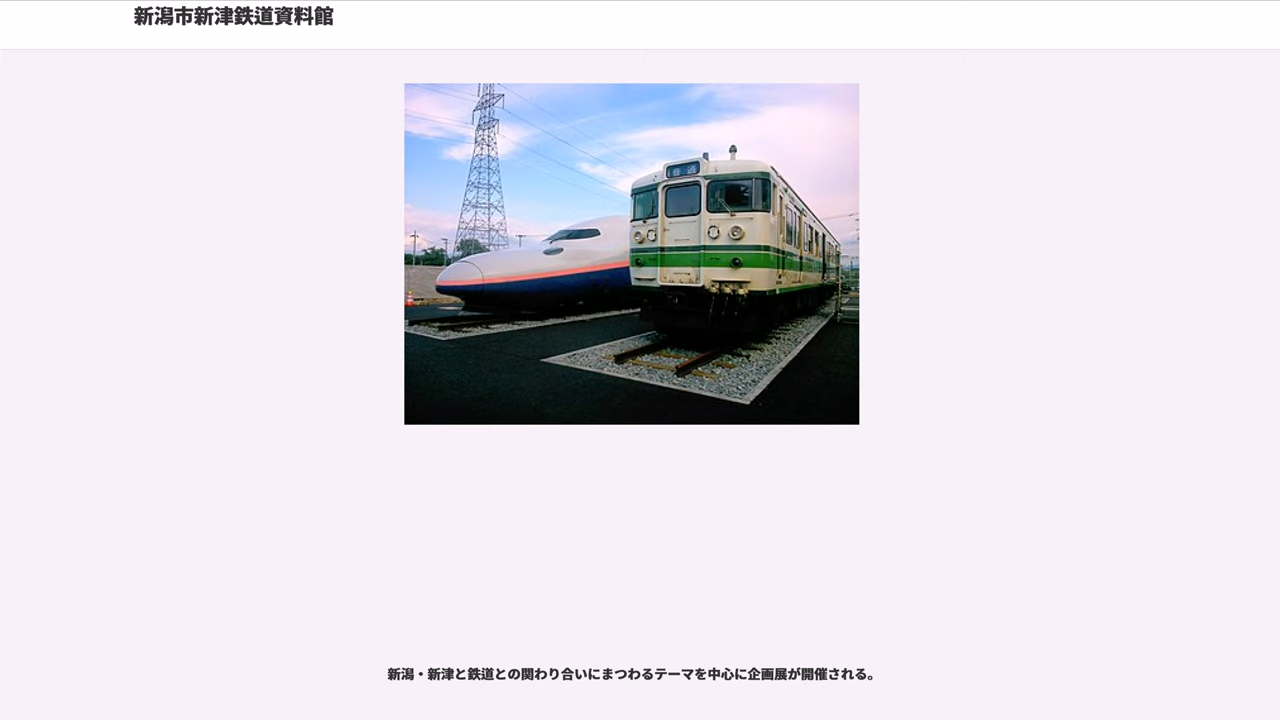 新潟市新津鉄道資料館
普通
新潟・新津と鉄道との関わり合いにまつわるテーマを中心に企画展が開催される。